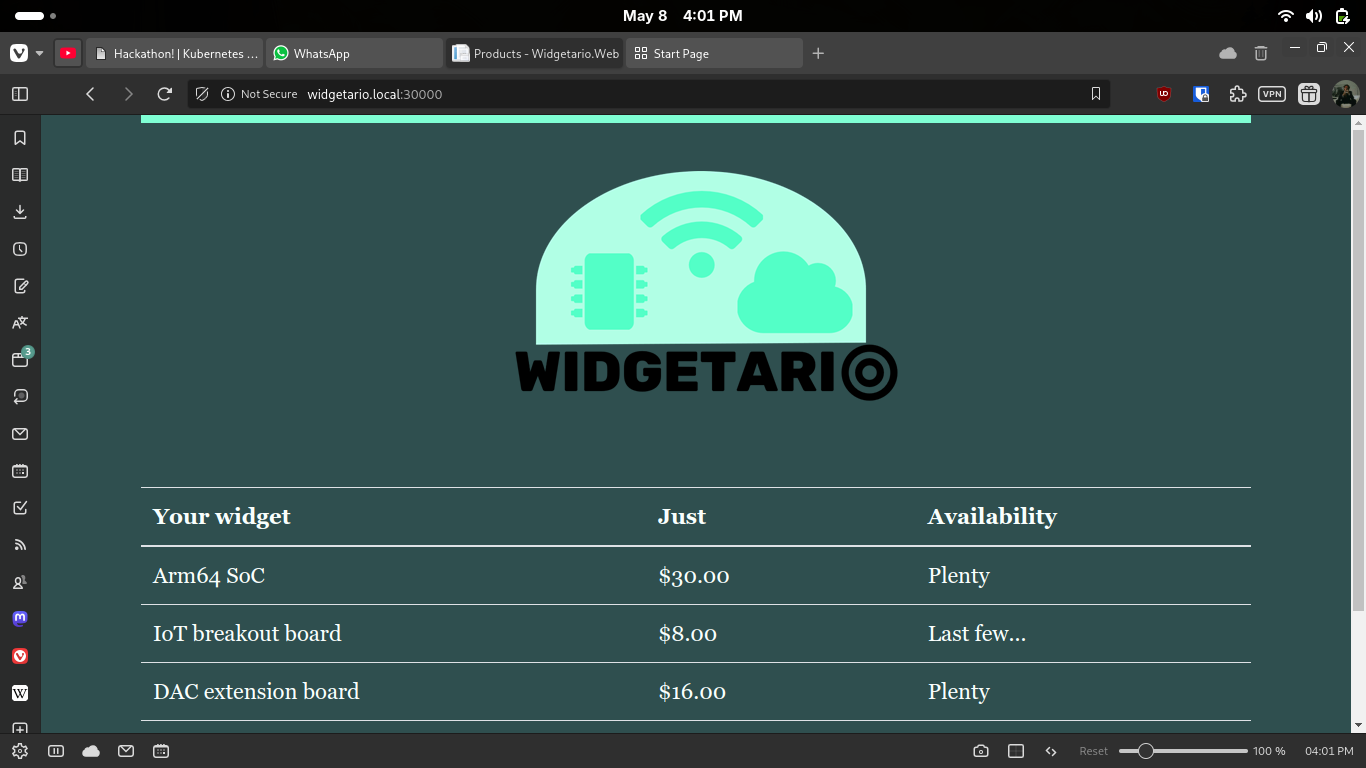 May 8 4:01 PM
Hackathon! | Kubernetes ...
WhatsApp
Products - Widgetario.Web
Start Page
Not Secure widgetario.local:30000
VPN
3
WIDGETARIO
Your widget Just Availability
Arm64 SoC $30.00 Plenty
IoT breakout board $8.00 Last few...
DAC extension board $16.00 Plenty
Reset 100 % 04:01 PM